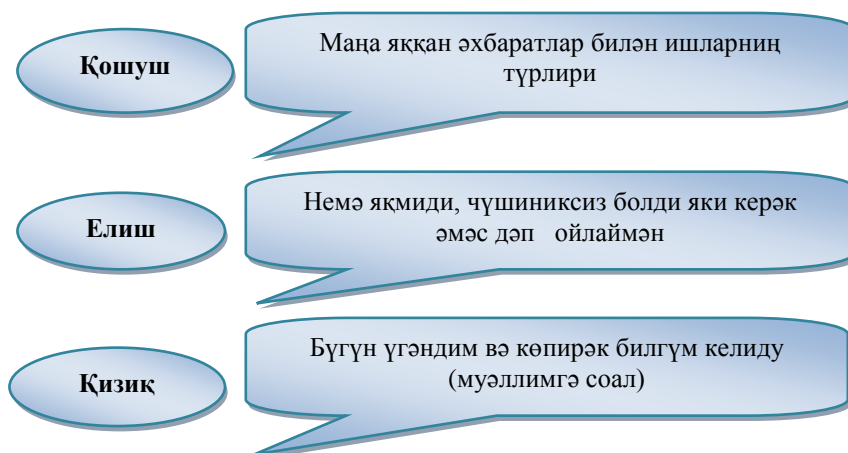 Қошуш
Маңа яққан әхбаратлар билән ишларниң
түрлири
Елиш
Немә яқмиди, чүшиниксиз болди яки керәк
әмәс дәп ойлаймән
Қизиқ
Бүгүн үгәндим вә көпирәк билгүм келиду
(муәллимгә соал)